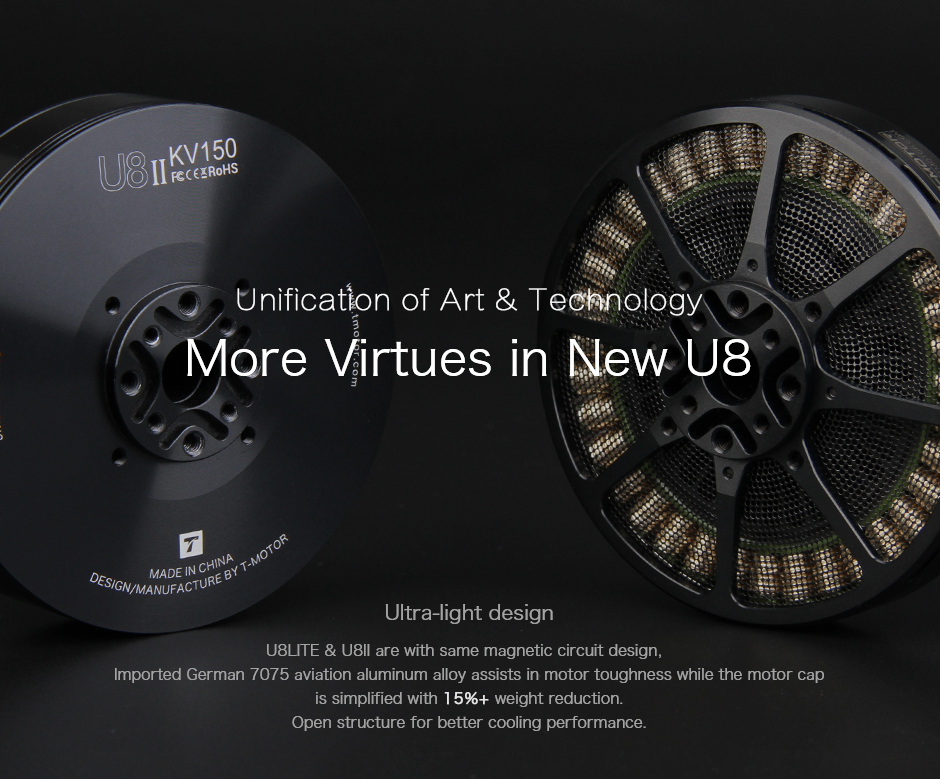 U8 II KV150
FC CE RoHS
Unification of Art & Technology
www.tmotor.com
More Virtues in New U8
T
MADE IN CHINA
DESIGN/MANUFACTURE BY T-MOTOR
Ultra-light design
U8LITE & U8II are with same magnetic circuit design,
Imported German 7075 aviation aluminum alloy assists in motor toughness while the motor cap
is simplified with 15%+ weight reduction.
Open structure for better cooling performance.